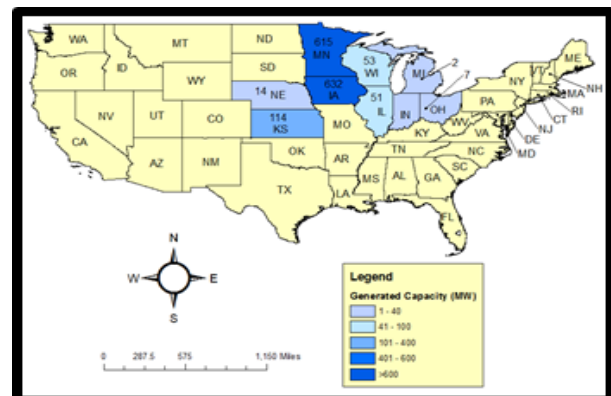 WA
MT
ND
615
MN
OR
ID
SD
53
WI
MI
2
7
VT
ME
NY
NH
MA
RI
CT
WY
14 NE
632
IA
51
IL
IN
OH
PA
NJ
DE
MD
NV
UT
CO
114
KS
MO
KY
WV
VA
CA
AZ
NM
OK
AR
TN
NC
SC
TX
LA
MS
AL
GA
FL
N
W
E
S
0 287.5 575 1,150 Miles
Legend
Generated Capacity (MW)
1 - 40
41 - 100
101 - 400
401 - 600
>600